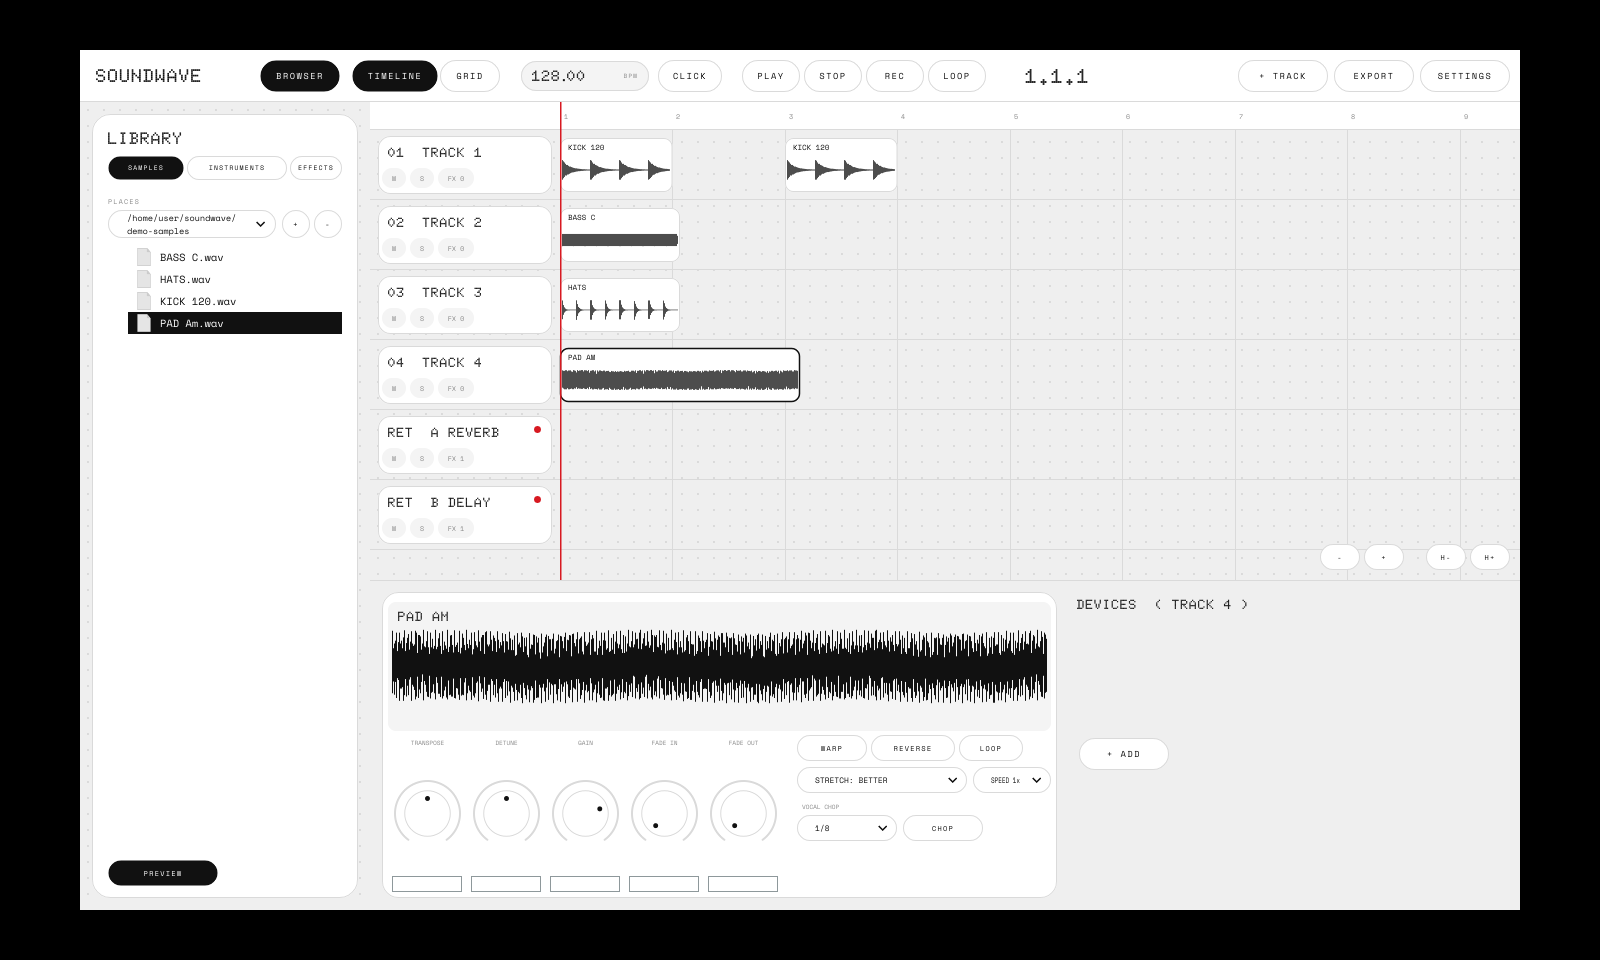 SOUNDWAVE
BROWSER
TIMELINE
GRID
128.00 BPM
CLICK
PLAY
STOP
REC
LOOP
1.1.1
+ TRACK
EXPORT
SETTINGS
LIBRARY
SAMPLES
INSTRUMENTS
EFFECTS
PLACES
/home/user/soundwave/
demo-samples
+
-
BASS C.wav
HATS.wav
KICK 120.wav
PAD Am.wav
PREVIEW
1 2 3 4 5 6 7 8 9
01 TRACK 1
M S FX 0
KICK 120
KICK 120
02 TRACK 2
M S FX 0
BASS C
03 TRACK 3
M S FX 0
HATS
04 TRACK 4
M S FX 0
PAD AM
RET A REVERB
M S FX 1
RET B DELAY
M S FX 1
-
+
H-
H+
PAD AM
TRANSPOSE
DETUNE
GAIN
FADE IN
FADE OUT
WARP
REVERSE
LOOP
STRETCH: BETTER
SPEED 1x
VOCAL CHOP
1/8
CHOP
DEVICES ( TRACK 4 )
+ ADD